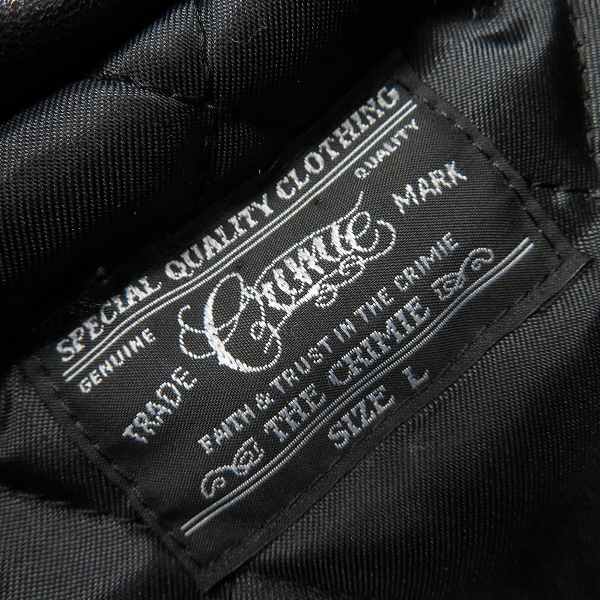 SPECIAL QUALITY CLOTHING
GENUINE QUALITY
TRADE Crimie MARK
FAITH & TRUST IN THE CRIMIE
THE CRIMIE
SIZE L